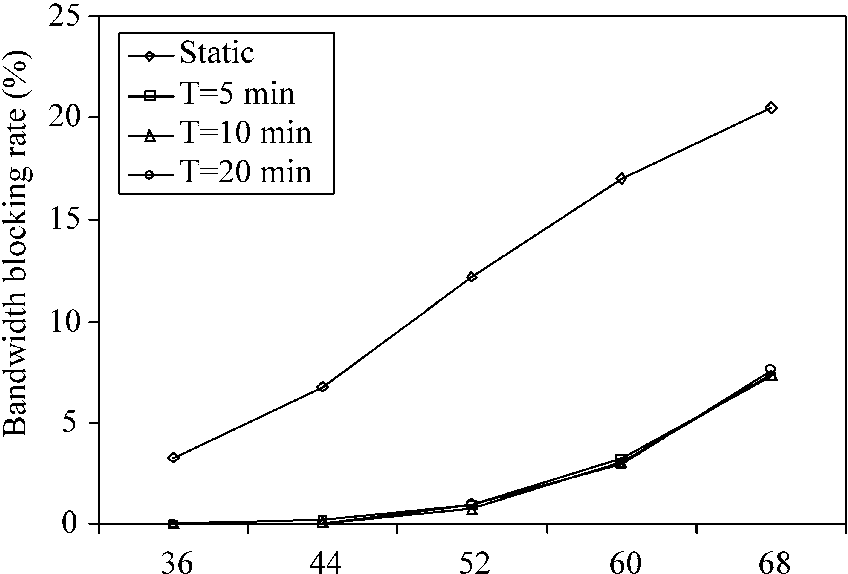 Bandwidth blocking rate (%)
25
20
15
10
5
0
Static
T=5 min
T=10 min
T=20 min
36 44 52 60 68